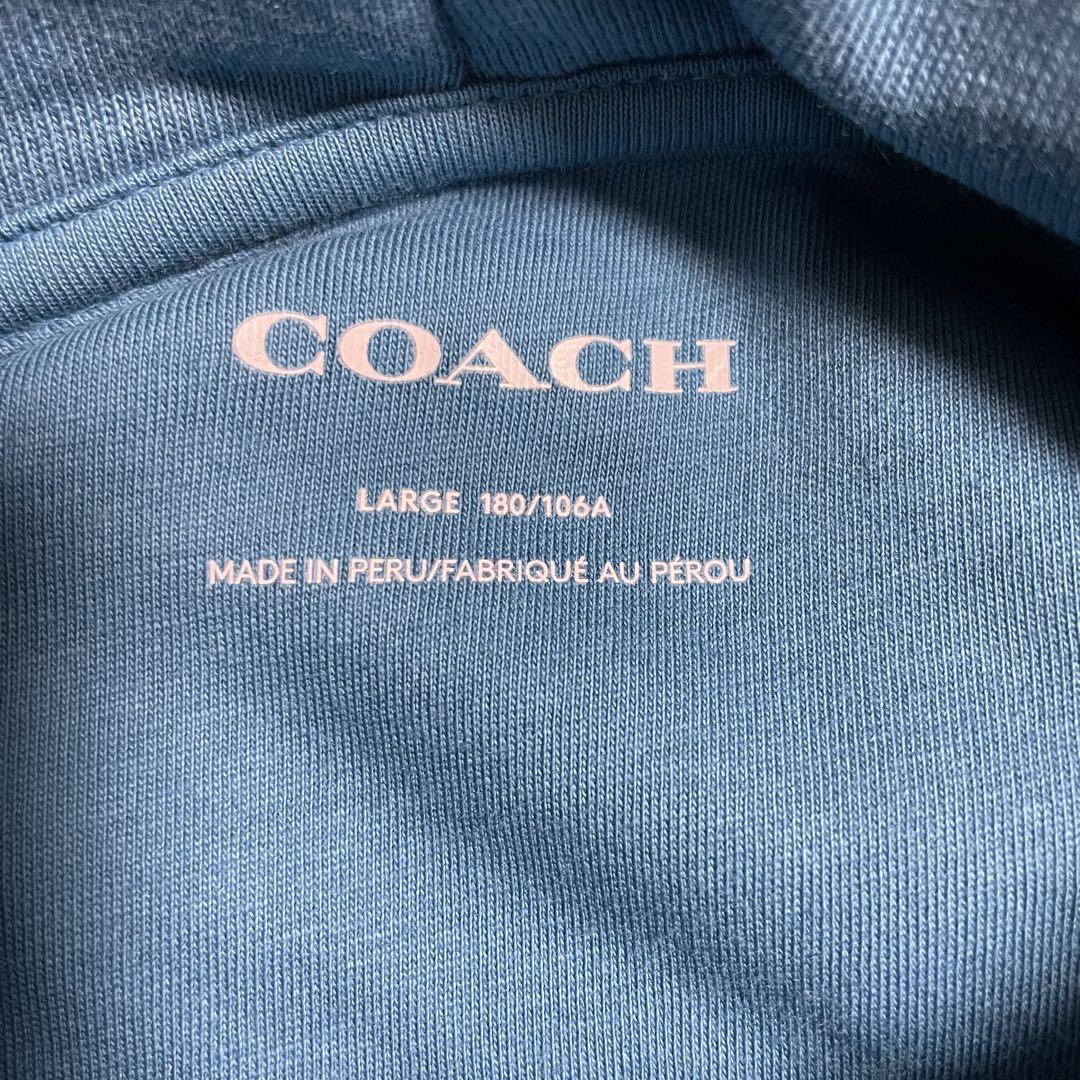 COACH
LARGE 180/106A
MADE IN PERU/FABRIQUÉ AU PÉROU